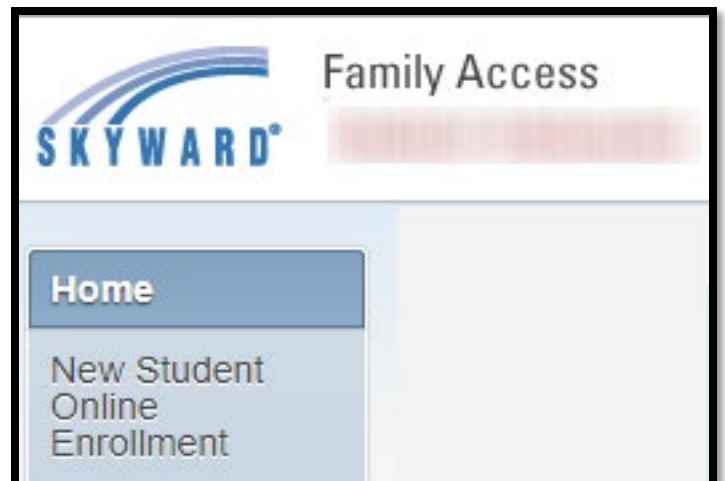 SKYWARD®
Family Access
Home
New Student
Online
Enrollment